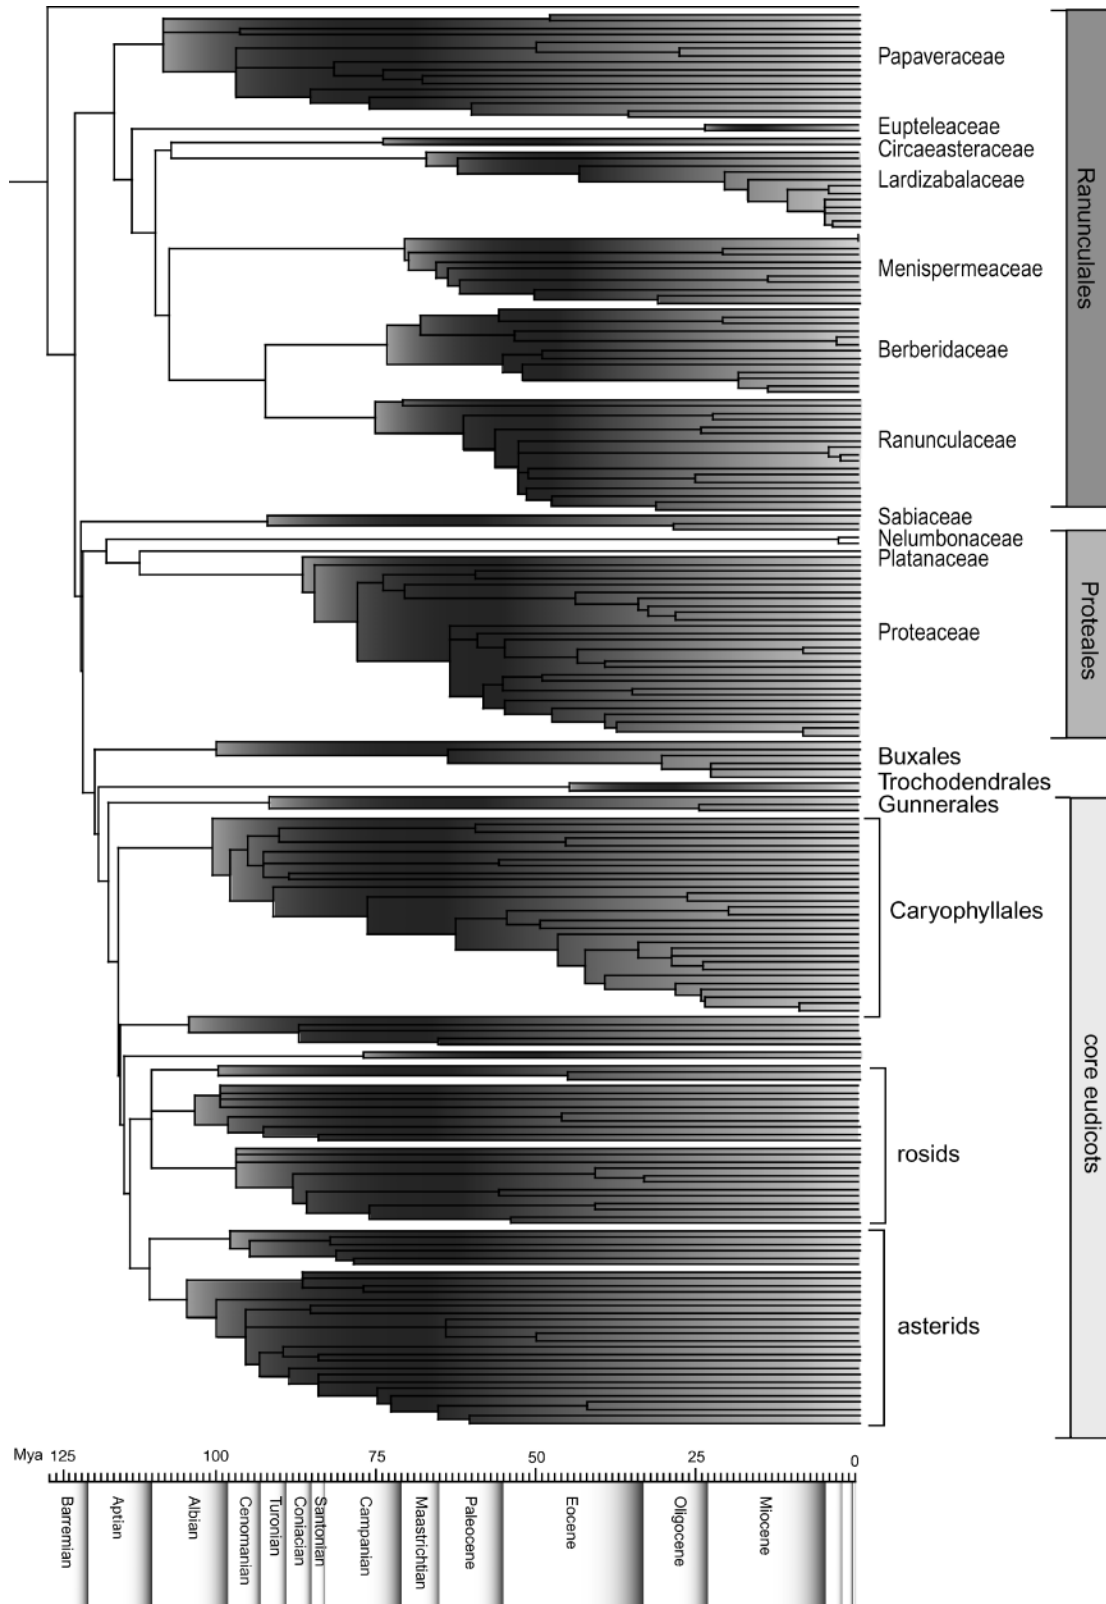 Papaveraceae
Eupteleaceae
Circaeasteraceae
Lardizabalaceae
Menispermeaceae
Berberidaceae
Ranunculaceae
Ranunculales
Sabiaceae
Nelumbonaceae
Platanaceae
Proteaceae
Proteales
Buxales
Trochodendrales
Gunnerales
Caryophyllales
rosids
asterids
core eudicots
Mya 125 100 75 50 25 0
Barremian
Aptian
Albian
Cenomanian
Turonian
Coniacian
Santonian
Campanian
Maastrichtian
Paleocene
Eocene
Oligocene
Miocene